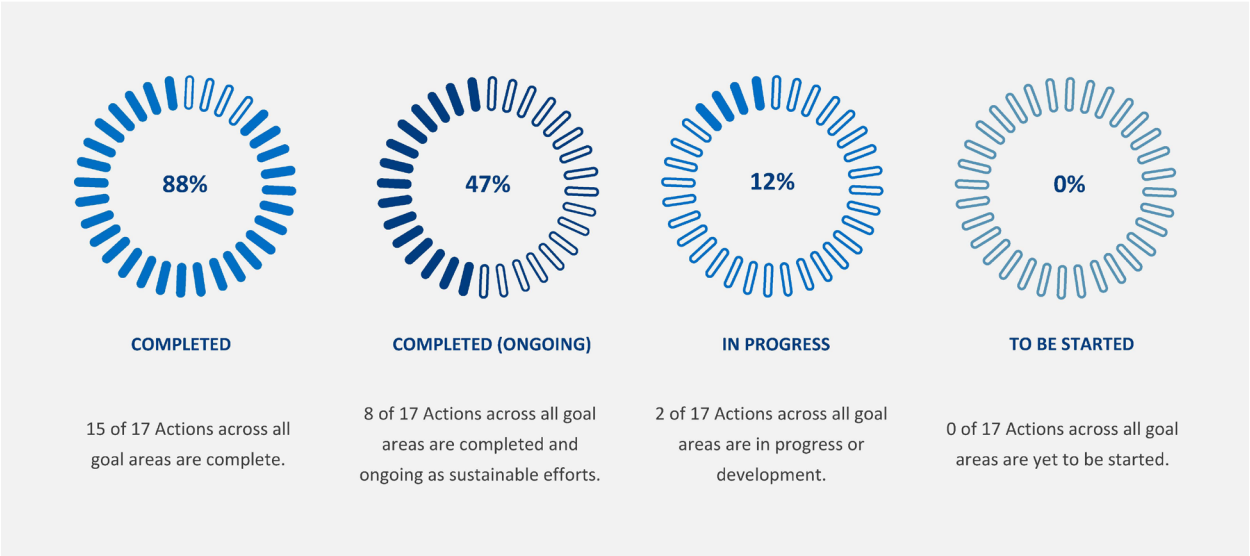 88%
COMPLETED
15 of 17 Actions across all
goal areas are complete.
47%
COMPLETED (ONGOING)
8 of 17 Actions across all goal
areas are completed and
ongoing as sustainable efforts.
12%
IN PROGRESS
2 of 17 Actions across all goal
areas are in progress or
development.
0%
TO BE STARTED
0 of 17 Actions across all goal
areas are yet to be started.